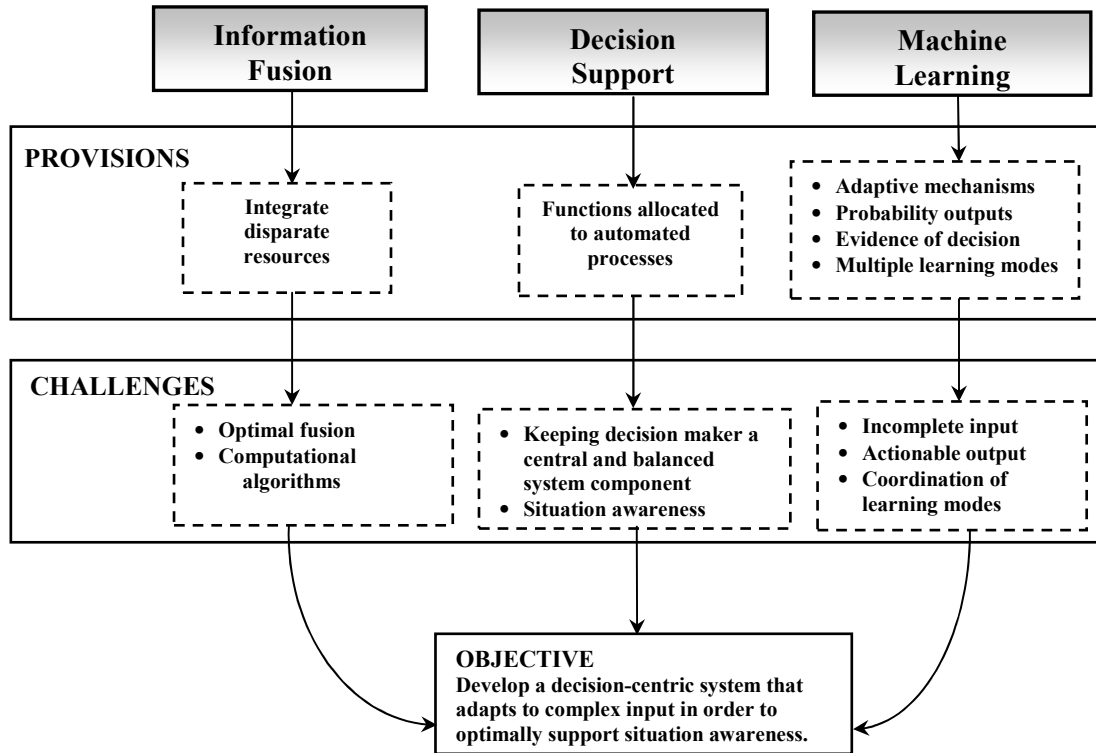 Information
Fusion
Decision
Support
Machine
Learning
PROVISIONS
Integrate
disparate
resources
Functions allocated
to automated
processes
• Adaptive mechanisms
• Probability outputs
• Evidence of decision
• Multiple learning modes
CHALLENGES
• Optimal fusion
• Computational
algorithms
• Keeping decision maker a
central and balanced
system component
• Situation awareness
• Incomplete input
• Actionable output
• Coordination of
learning modes
OBJECTIVE
Develop a decision-centric system that
adapts to complex input in order to
optimally support situation awareness.